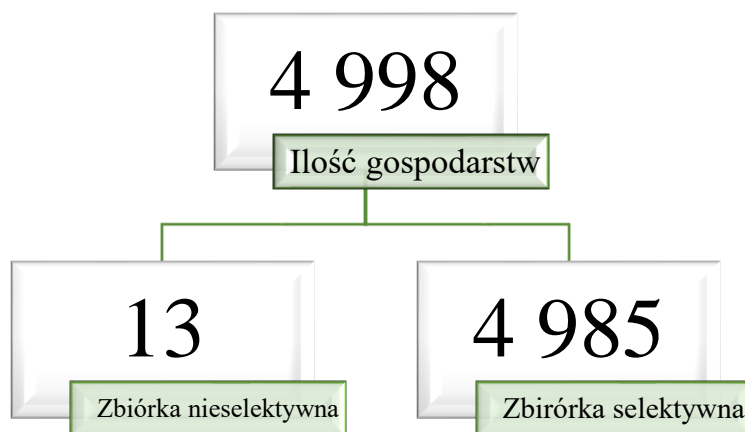 4 998
Ilość gospodarstw
13
Zbiórka nieselektywna
4 985
Zbirórka selektywna